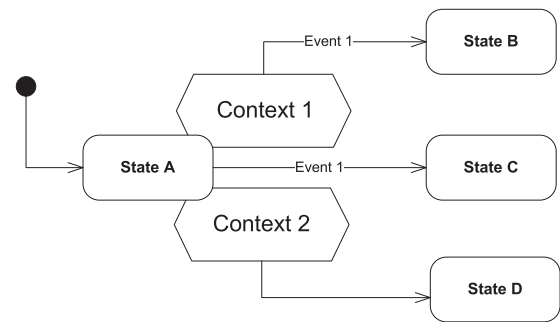 Event 1
State B
Context 1
State A
Event 1
State C
Context 2
State D